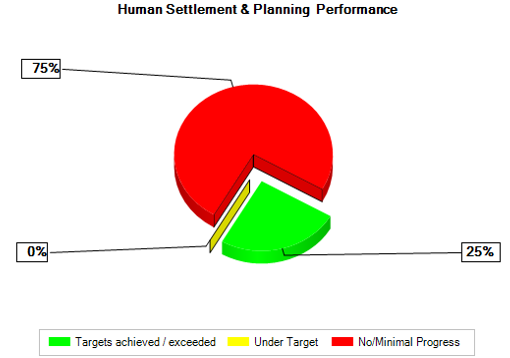 Human Settlement & Planning Performance
75%
0%
25%
Targets achieved / exceeded Under Target No/Minimal Progress